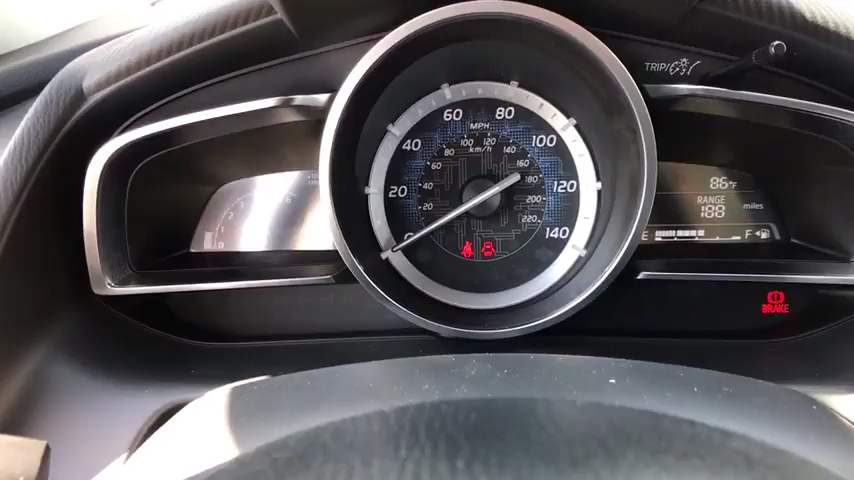 TRIP/
60 80
MPH
40 100
80 100 120
km/h
60 160
20 40 180 120
20 200
220
0 140
86°F
RANGE
188 miles
E F
BRAKE